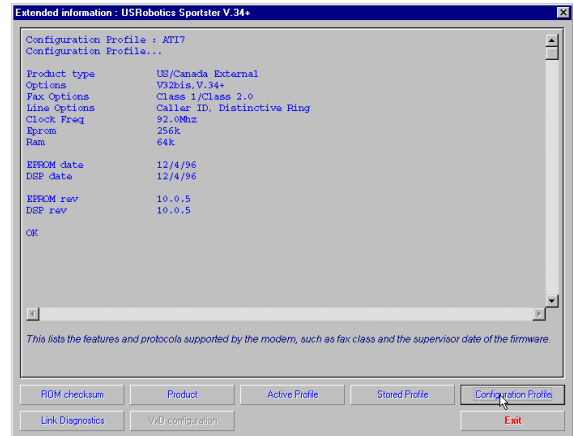 Extended information : USRobotics Sportster V.34+
Configuration Profile : ATI7
Configuration Profile...
Product type US/Canada External
Options V32bis,V.34+
Fax Options Class 1/Class 2.0
Line Options Caller ID, Distinctive Ring
Clock Freq 92.0Mhz
Eprom 256k
Ram 64k
EPROM date 12/4/96
DSP date 12/4/96
EPROM rev 10.0.5
DSP rev 10.0.5
OK
This lists the features and protocols supported by the modem, such as fax class and the supervisor date of the firmware.
ROM checksum Product Active Profile Stored Profile Configuration Profile
Link Diagnostics VxD configuration Exit